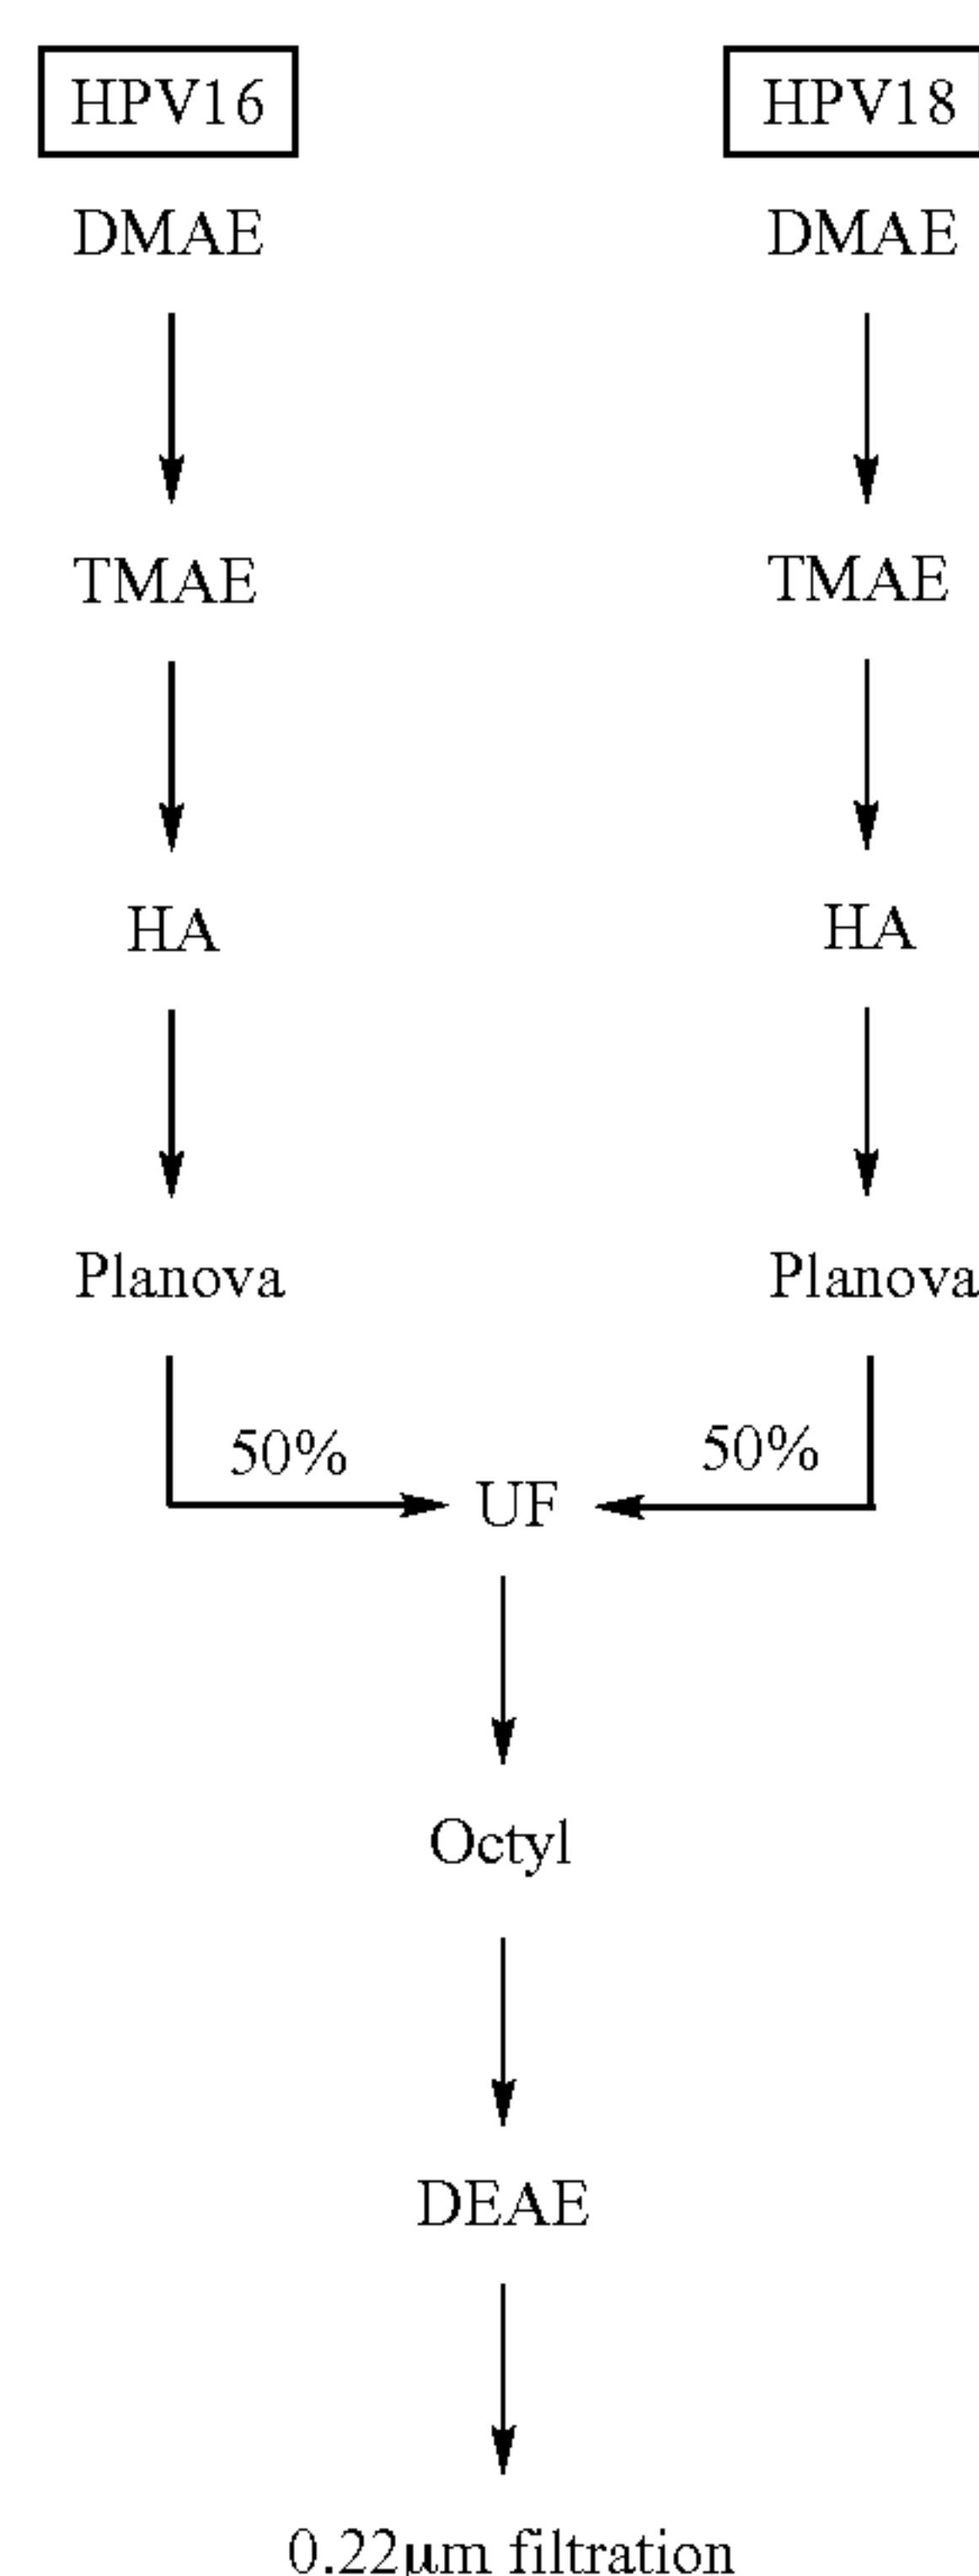 HPV16 HPV18
DMAE DMAE
TMAE TMAE
HA HA
Planova Planova
50% 50%
UF
Octyl
DEAE
0.22μm filtration